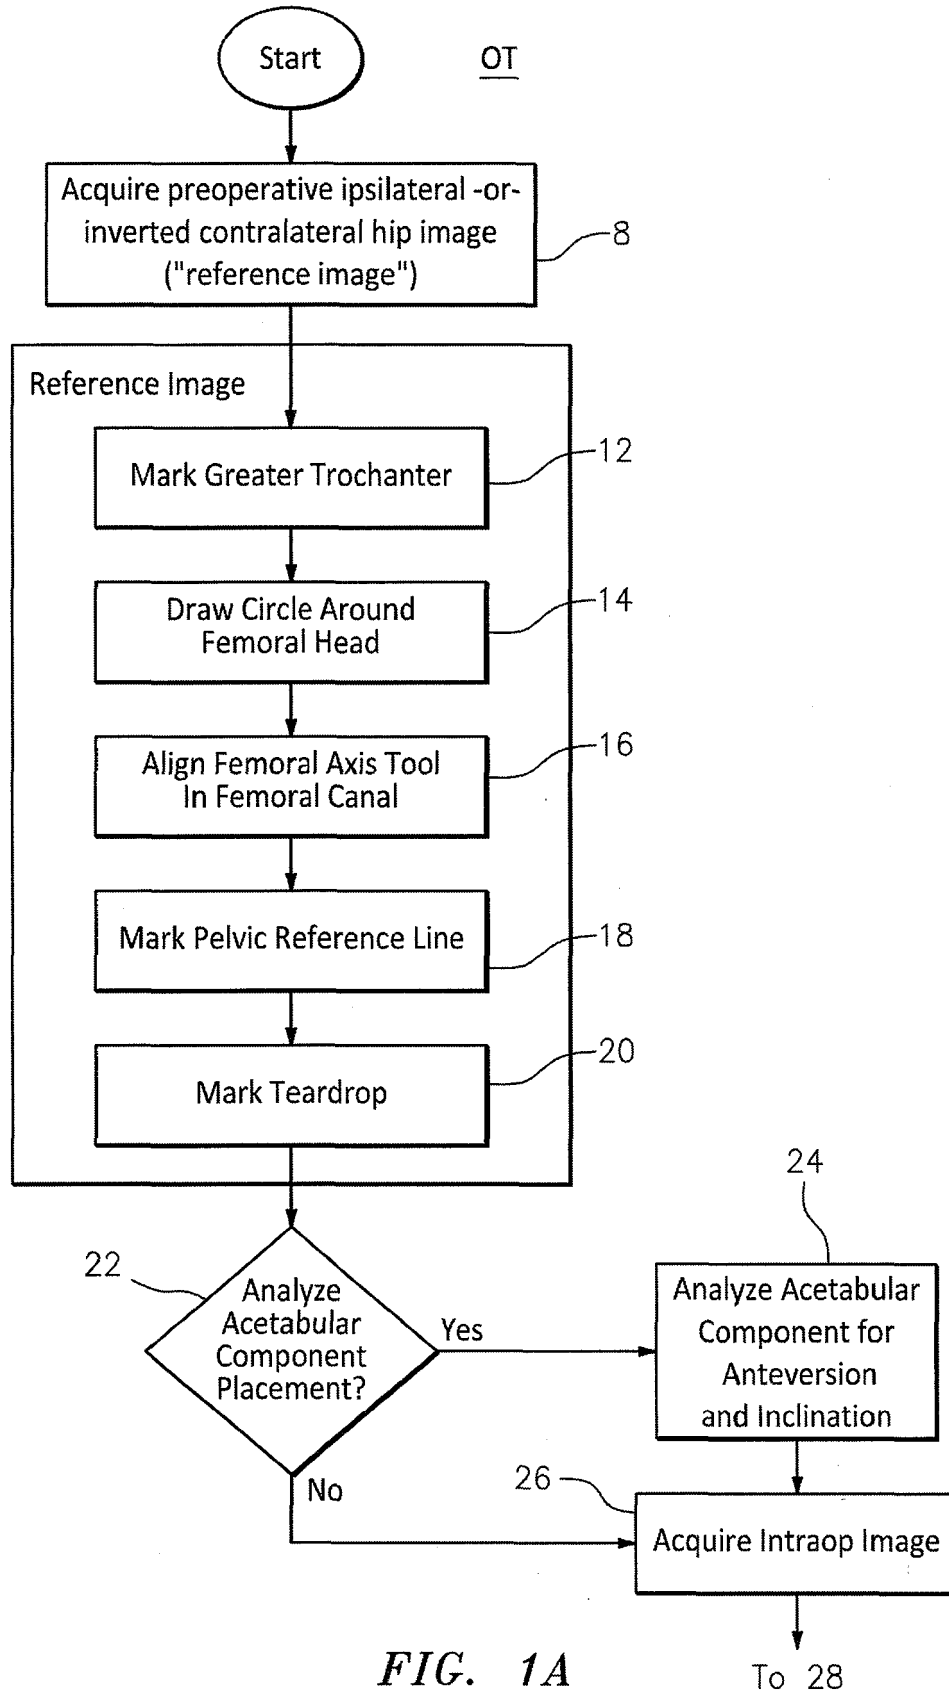 Start
OT
Acquire preoperative ipsilateral -or-
inverted contralateral hip image
("reference image")
8
Reference Image
Mark Greater Trochanter
12
Draw Circle Around
Femoral Head
14
Align Femoral Axis Tool
In Femoral Canal
16
Mark Pelvic Reference Line
18
Mark Teardrop
20
22
Analyze
Acetabular
Component
Placement?
Yes
No
24
Analyze Acetabular
Component for
Anteversion
and Inclination
26
Acquire Intraop Image
To 28
FIG. 1A